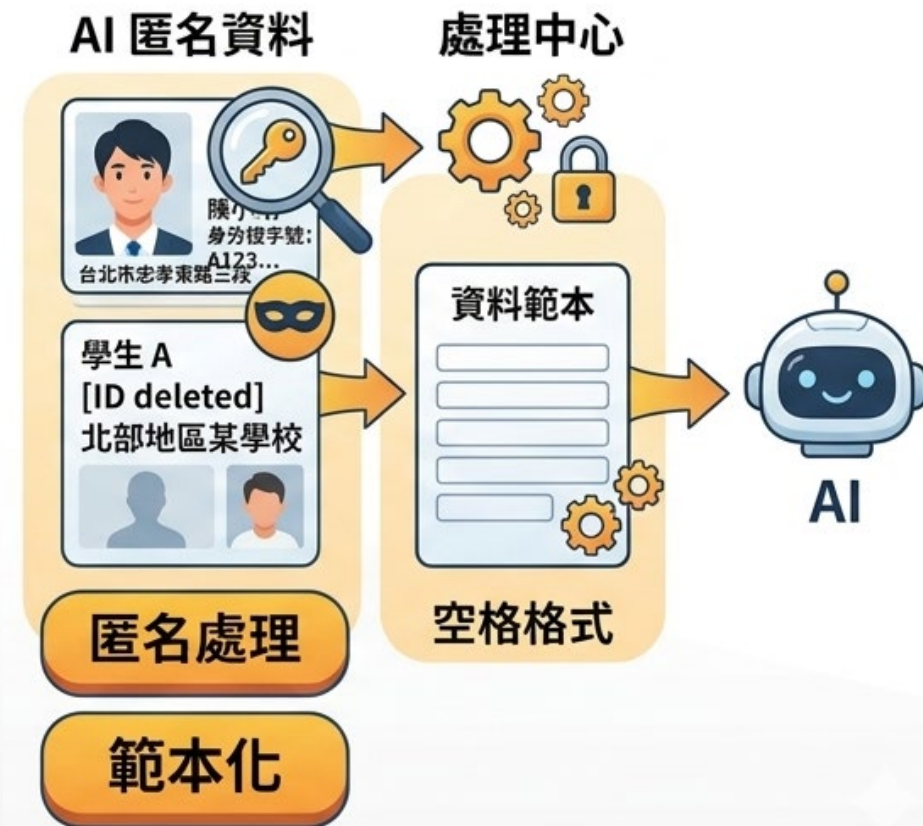 AI 匿名資料
處理中心
身分
字號:
A123...
台北市忠孝東路三段
學生 A
[ID deleted]
北部地區某學校
資料範本
空格格式
AI
匿名處理
範本化